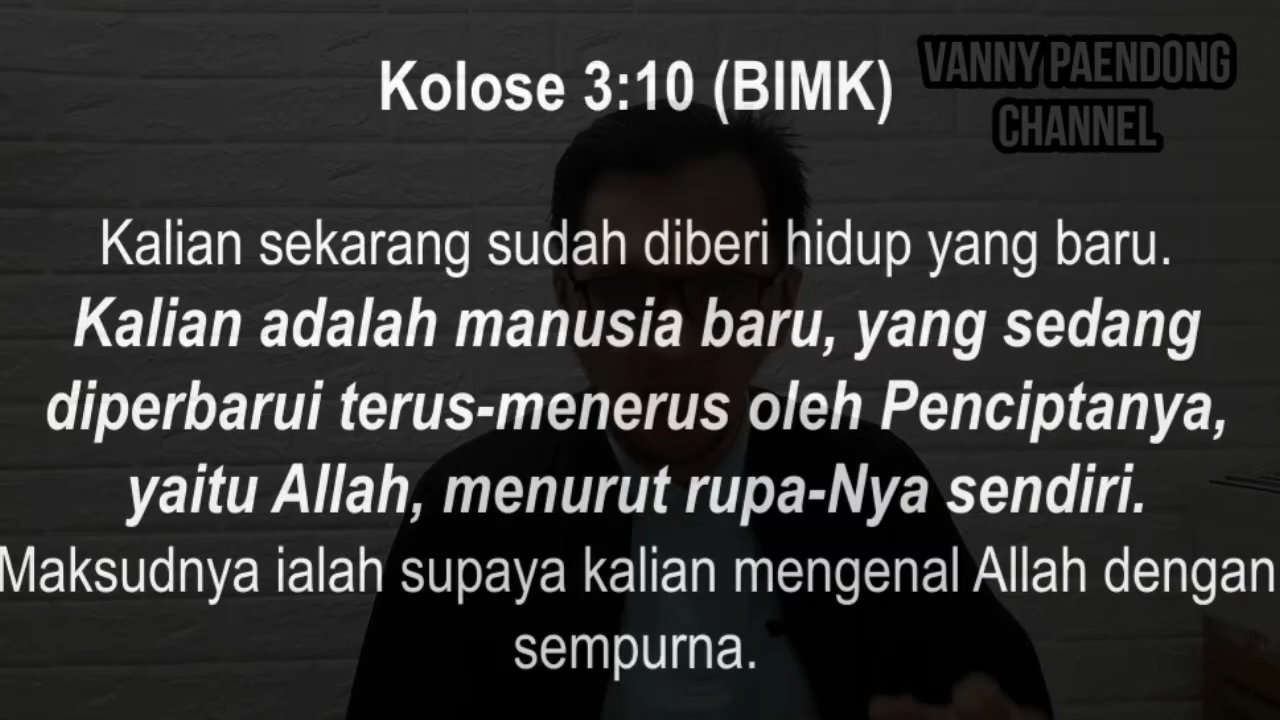 VANNY PAENDONG
CHANNEL
Kolose 3:10 (BIMK)
Kalian sekarang sudah diberi hidup yang baru.
Kalian adalah manusia baru, yang sedang
diperbarui terus-menerus oleh Penciptanya,
yaitu Allah, menurut rupa-Nya sendiri.
Maksudnya ialah supaya kalian mengenal Allah dengan
sempurna.